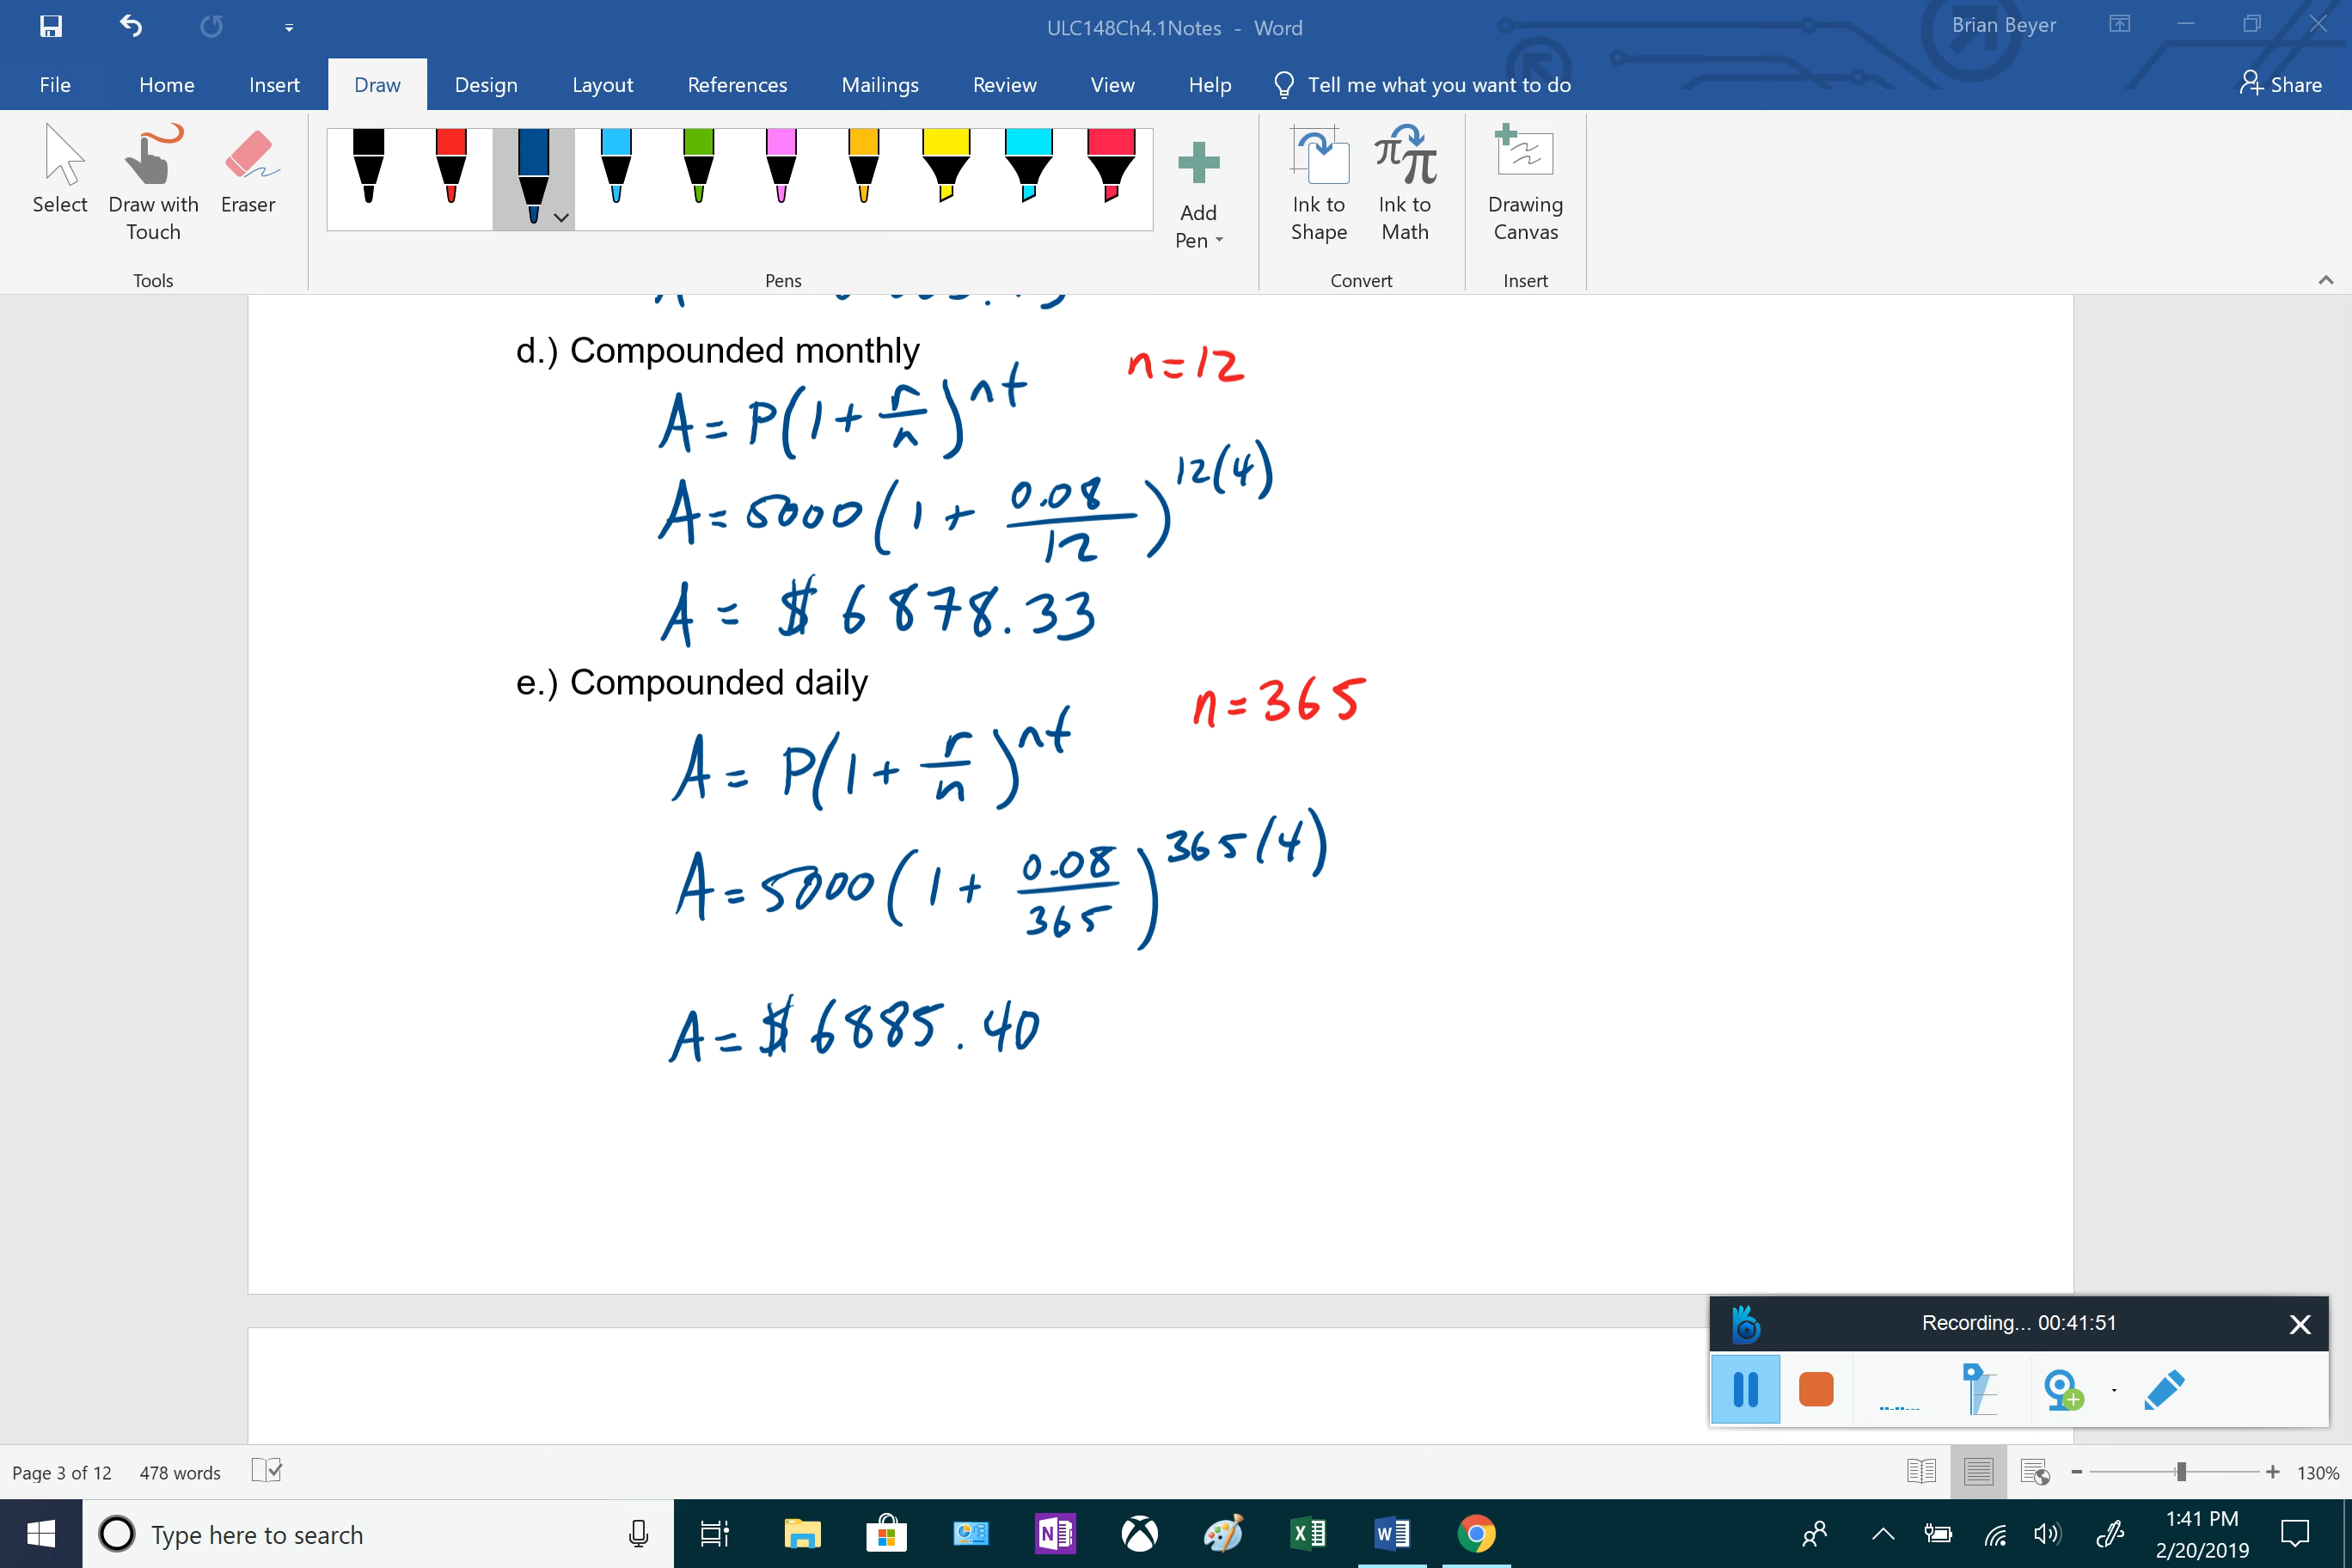 ULC148Ch4.1Notes - Word
Brian Beyer
File Home Insert Draw Design Layout References Mailings Review View Help Tell me what you want to do Share
Select Draw with Touch Eraser Add Pen Ink to Shape Ink to Math Drawing Canvas
Tools Pens Convert Insert
d.) Compounded monthly n=12
A = P(1 + r/n)^nt
A = 5000(1 + 0.08/12)^12(4)
A = $6878.33
e.) Compounded daily n=365
A = P(1 + r/n)^nt
A = 5000(1 + 0.08/365)^365(4)
A = $6885.40
Recording... 00:41:51
Page 3 of 12 478 words 130%
Type here to search
1:41 PM
2/20/2019